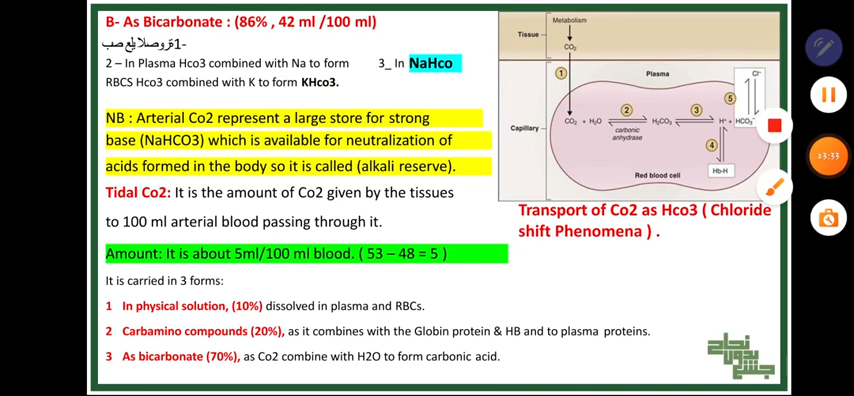 B- As Bicarbonate : (86% , 42 ml /100 ml)
1-ةروصلا يلع صب
2 – In Plasma Hco3 combined with Na to form 3_ In NaHco
RBCS Hco3 combined with K to form KHco3.
NB : Arterial Co2 represent a large store for strong
base (NaHCO3) which is available for neutralization of
acids formed in the body so it is called (alkali reserve).
Tidal Co2: It is the amount of Co2 given by the tissues
to 100 ml arterial blood passing through it.
Amount: It is about 5ml/100 ml blood. ( 53 – 48 = 5 )
It is carried in 3 forms:
1 In physical solution, (10%) dissolved in plasma and RBCs.
2 Carbamino compounds (20%), as it combines with the Globin protein & HB and to plasma proteins.
3 As bicarbonate (70%), as Co2 combine with H2O to form carbonic acid.
Metabolism
Tissue
CO₂
1
Plasma
Cl⁻
5
2
3
Capillary
CO₂ + H₂O
H₂CO₃
H⁺ + HCO₃⁻
carbonic
anhydrase
4
Red blood cell
Hb-H
Transport of Co2 as Hco3 ( Chloride
shift Phenomena ) .